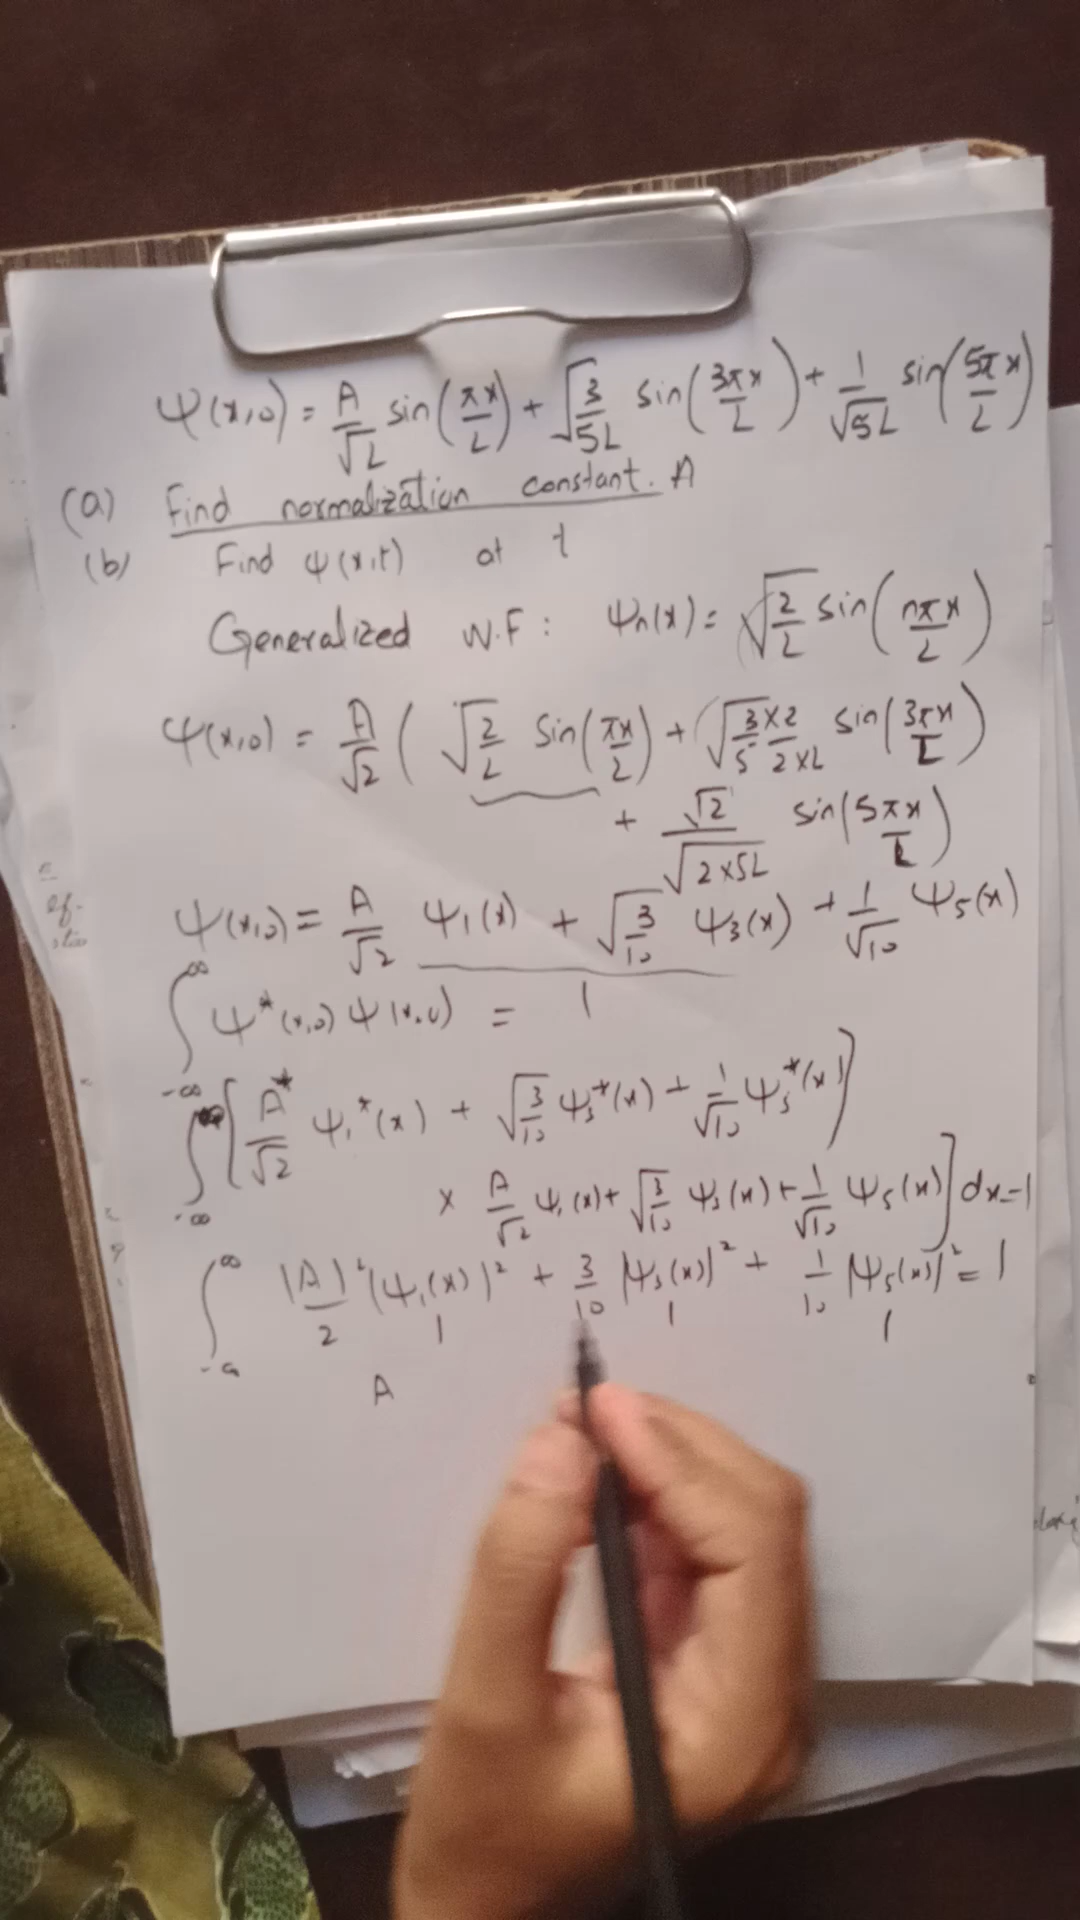 ψ(x,0) = A/√L sin(πx/L) + √(3/5L) sin(3πx/L) + 1/√5L sin(5πx/L)
(a) Find normalization constant. A
(b) Find ψ(x,t) at t
Generalized W.F : ψn(x) = √(2/L) sin(nπx/L)
ψ(x,0) = A/√2 ( √(2/L) sin(πx/L) + √(3×2/5 2×L) sin(3πx/L)
+ √2/√(2×5L) sin(5πx/L)
ψ(x,0) = A/√2 ψ₁(x) + √(3/10) ψ₃(x) + 1/√10 ψ₅(x)
∫_{-∞}^{∞} ψ*(x,0) ψ(x,0) = 1
∫_{-∞}^{∞} [A*/√2 ψ₁*(x) + √(3/10) ψ₃*(x) + 1/√10 ψ₅*(x)]
× A/√2 ψ₁(x) + √(3/10) ψ₃(x) + 1/√10 ψ₅(x)] dx = 1
∫^{∞} |A|²/2 |ψ₁(x)|² + 3/10 |ψ₃(x)|² + 1/10 |ψ₅(x)|² = 1
1 1 1
A